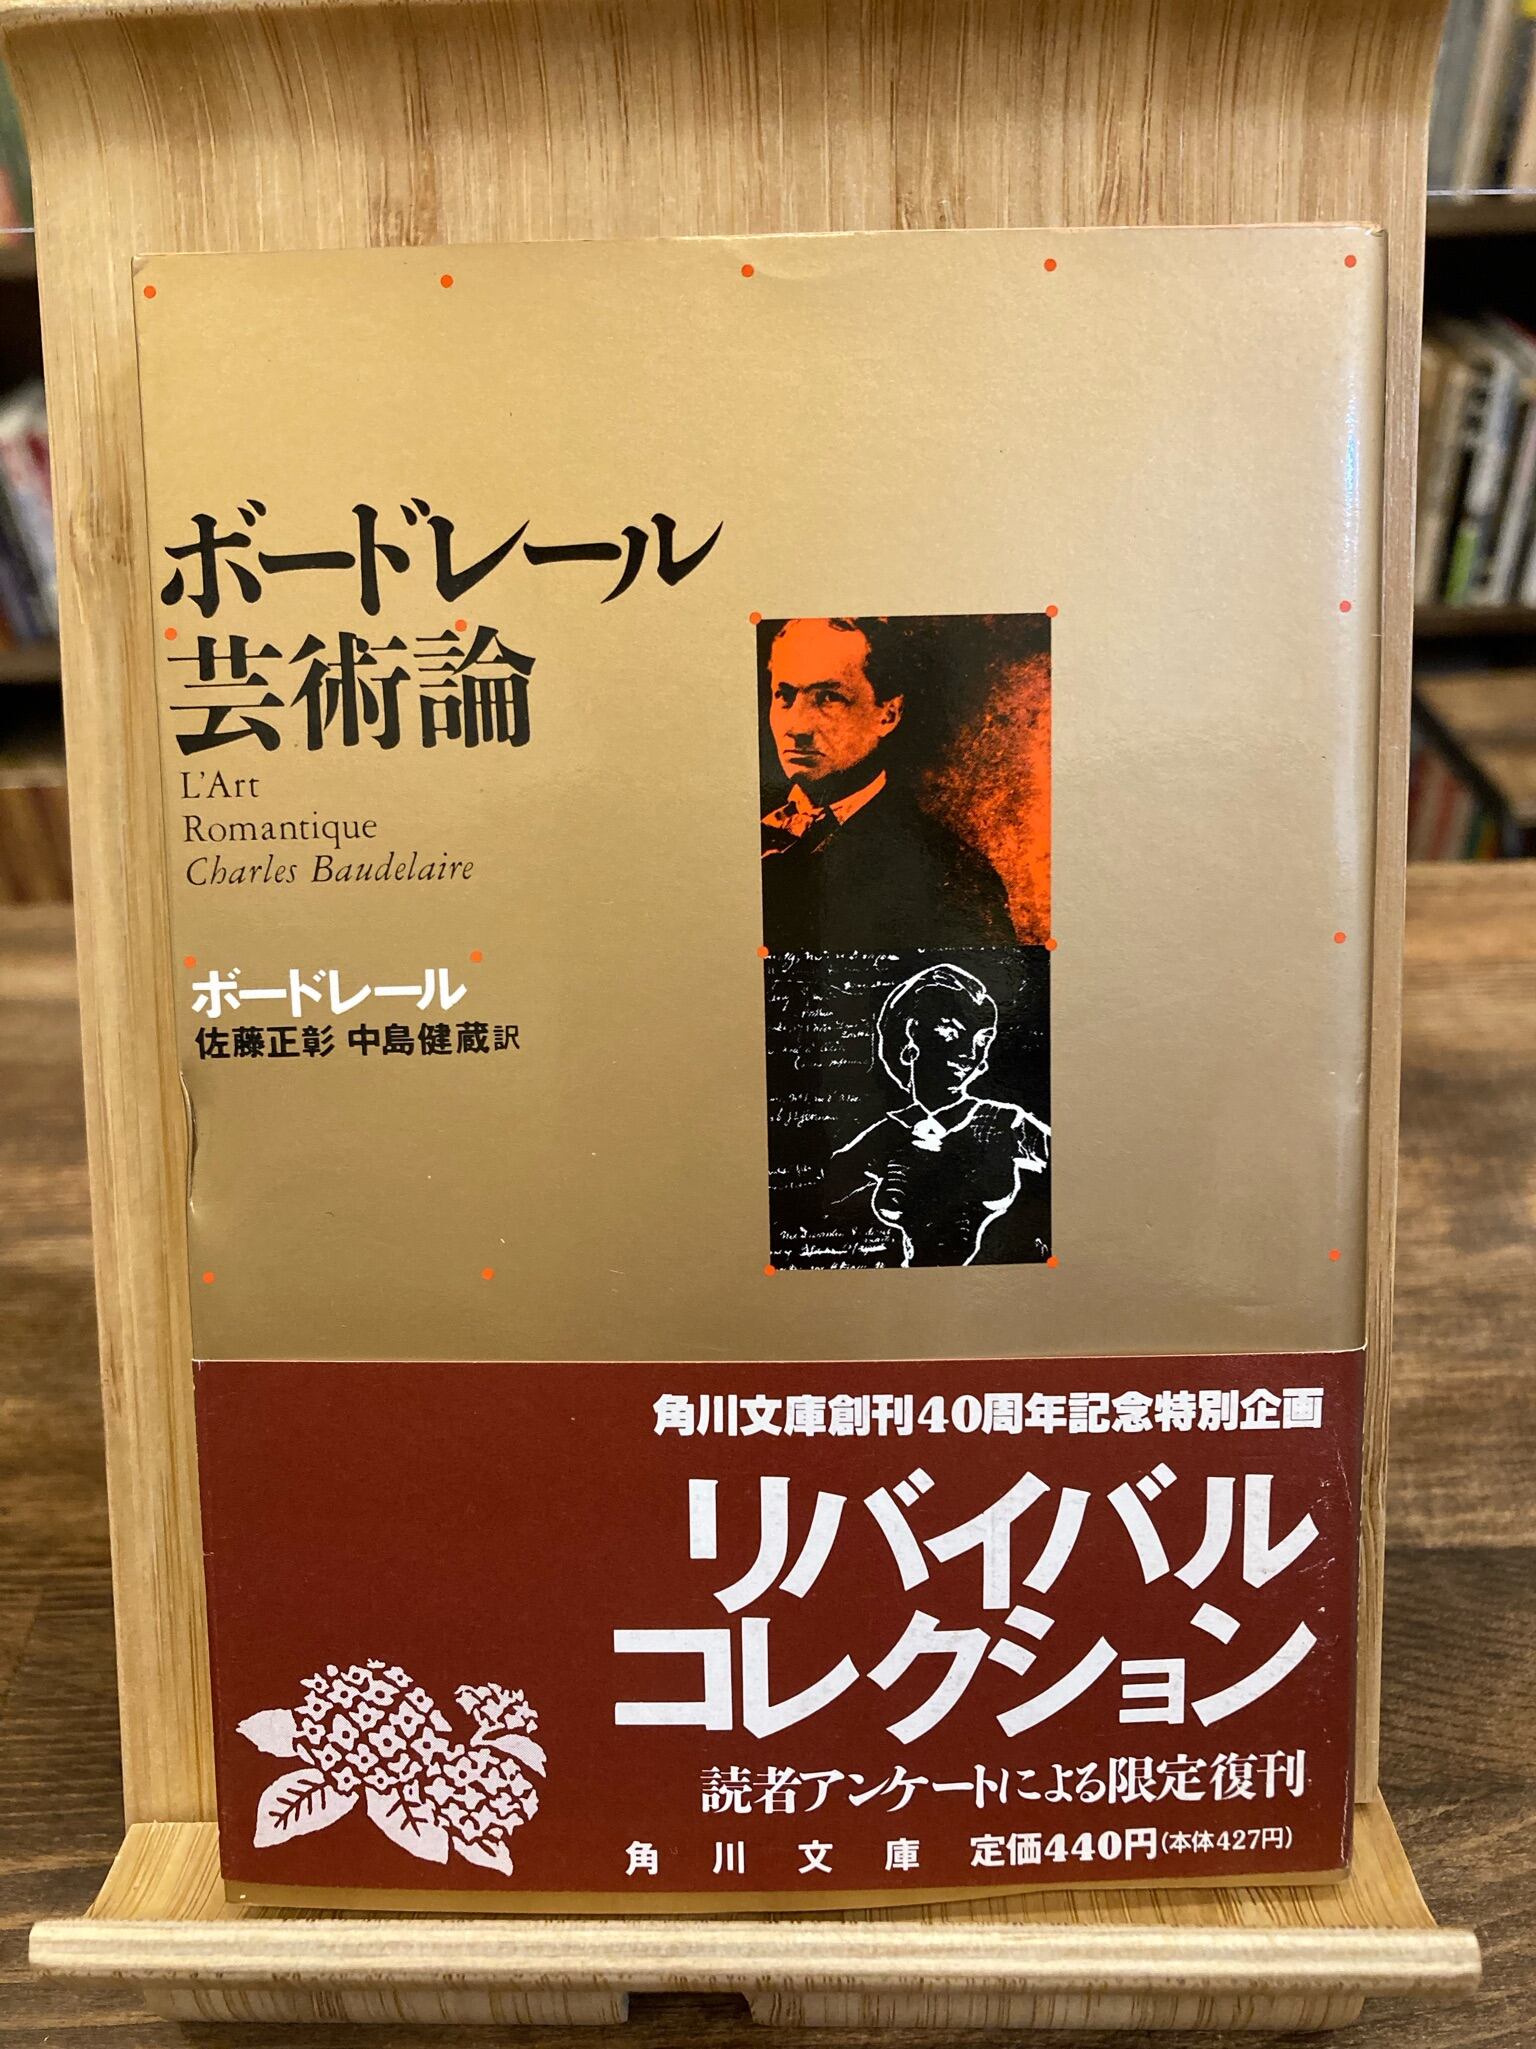 ボードレール
芸術論
L'Art
Romantique
Charles Baudelaire
ボードレール
佐藤正彰 中島健蔵訳
角川文庫創刊40周年記念特別企画
リバイバル
コレクション
読者アンケートによる限定復刊
角川文庫 定価440円(本体427円)